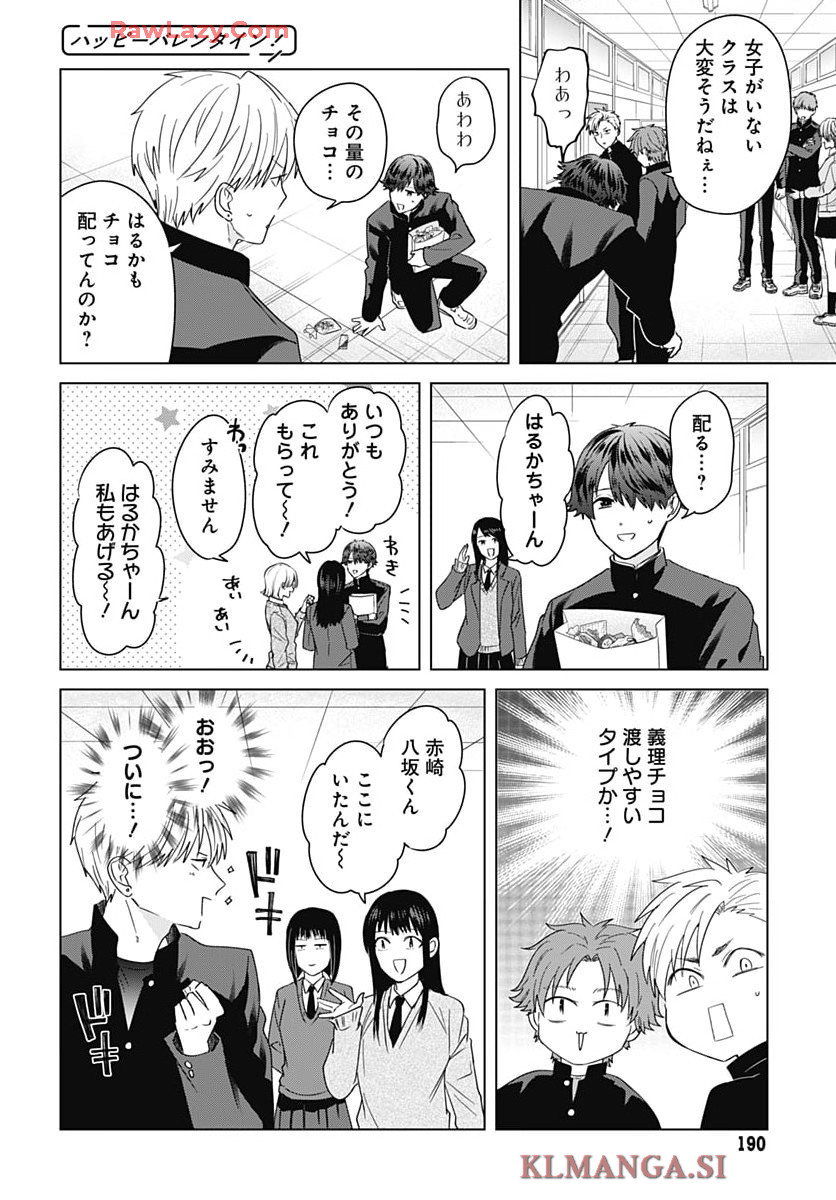 RawLazy.Com
ハッピーバレンタイン!
女子がいない
クラスは
大変そうだねぇ…
わあっ
あわわ
その量の
チョコ…
はるかも
チョコ
配ってんのか?
配る…?
はるかちゃーん
いつも
ありがとう!
これ
もらって〜!
わっ
すみません
わき
ずい
ずい
はるかちゃーん
私もあげる〜!
義理チョコ
渡しやすい
タイプか…!
赤崎
八坂くん
ここに
いたんだ〜
おおっ!
ついに…!
ドキ
ドキ
190
KLMANGA.SI